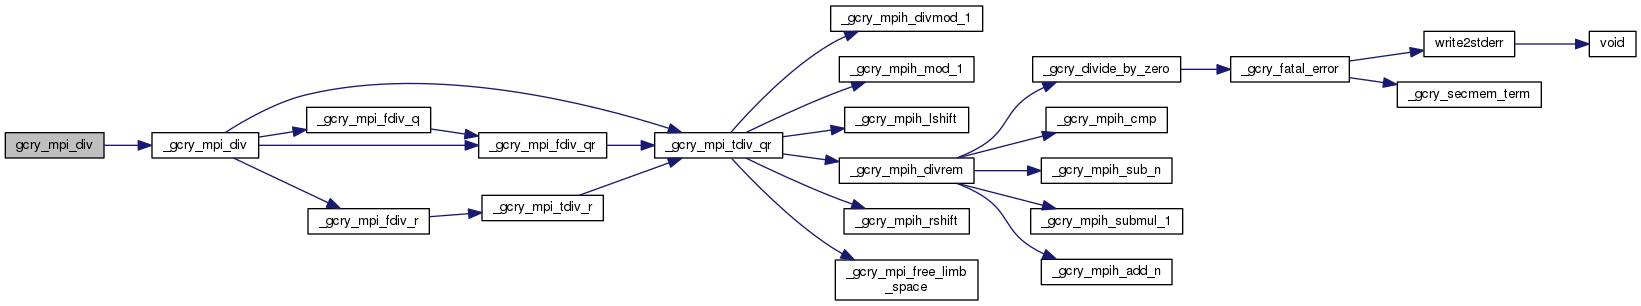 gcry_mpi_div
_gcry_mpi_div
_gcry_mpi_fdiv_q
_gcry_mpi_fdiv_r
_gcry_mpi_fdiv_qr
_gcry_mpi_tdiv_r
_gcry_mpi_tdiv_qr
_gcry_mpih_divmod_1
_gcry_mpih_mod_1
_gcry_mpih_lshift
_gcry_mpih_divrem
_gcry_mpih_rshift
_gcry_mpi_free_limb
_space
_gcry_divide_by_zero
_gcry_mpih_cmp
_gcry_mpih_sub_n
_gcry_mpih_submul_1
_gcry_mpih_add_n
_gcry_fatal_error
write2stderr
_gcry_secmem_term
void